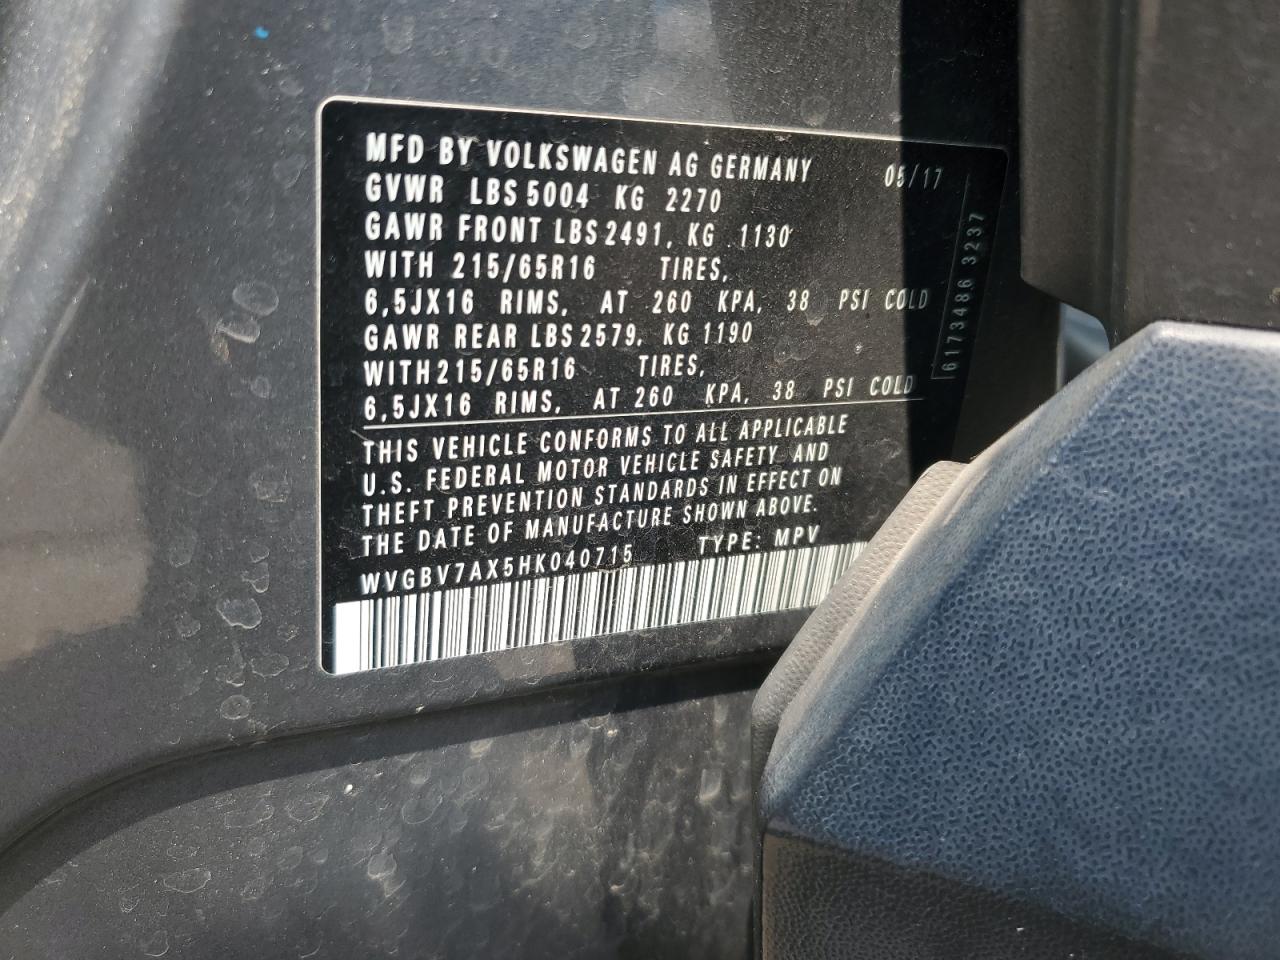 MFD BY VOLKSWAGEN AG GERMANY 05/17
GVWR LBS 5004 KG 2270
GAWR FRONT LBS 2491, KG 1130
WITH 215/65R16 TIRES,
6,5JX16 RIMS, AT 260 KPA, 38 PSI COLD
GAWR REAR LBS 2579, KG 1190
WITH 215/65R16 TIRES,
6,5JX16 RIMS, AT 260 KPA, 38 PSI COLD
THIS VEHICLE CONFORMS TO ALL APPLICABLE
U.S. FEDERAL MOTOR VEHICLE SAFETY AND
THEFT PREVENTION STANDARDS IN EFFECT ON
THE DATE OF MANUFACTURE SHOWN ABOVE.
WVGBV7AX5HK040715 TYPE: MPV
6173486 3237